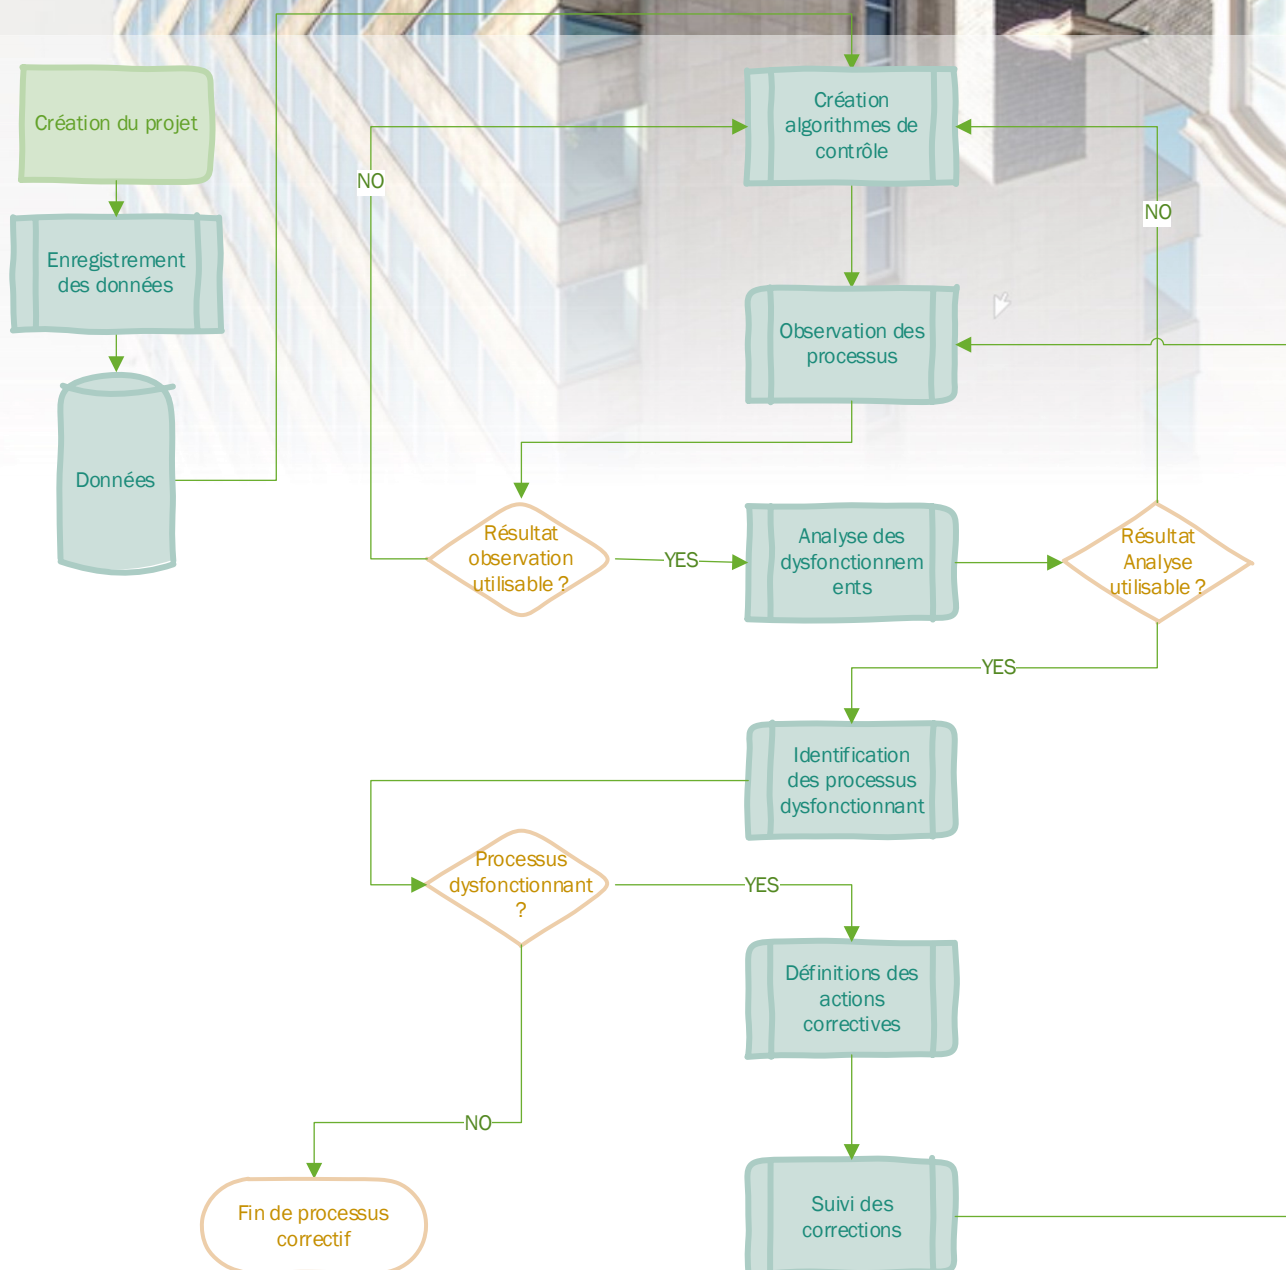 Création du projet
Enregistrement
des données
Données
Création
algorithmes de
contrôle
NO
NO
Observation des
processus
Résultat
observation
utilisable ?
YES
Analyse des
dysfonctionnem
ents
Résultat
Analyse
utilisable ?
YES
Identification
des processus
dysfonctionnant
Processus
dysfonctionnant
?
YES
Définitions des
actions
correctives
NO
Fin de processus
correctif
Suivi des
corrections